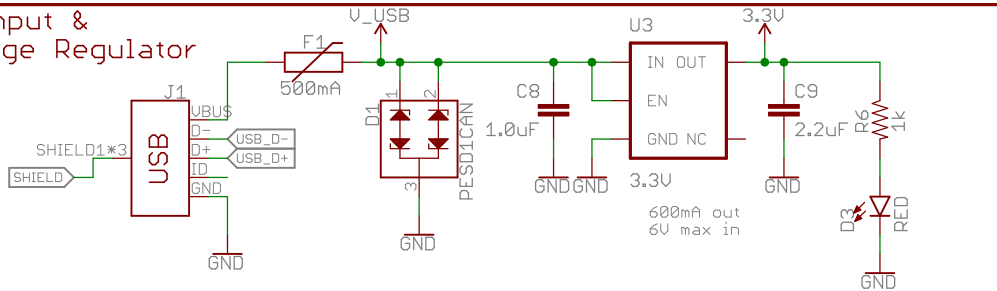 nput &
ge Regulator
V_USB
3.3V
U3
F1
500mA
IN OUT
EN
GND NC
3.3V
600mA out
6V max in
J1
USB
VBUS
D-
D+
ID
GND
USB_D-
USB_D+
SHIELD1*3
SHIELD
GND
D1
1
2
3
PESD1CAN
GND
C8
1.0uF
GND
GND
C9
2.2uF
GND
R6
1k
D3
RED
GND